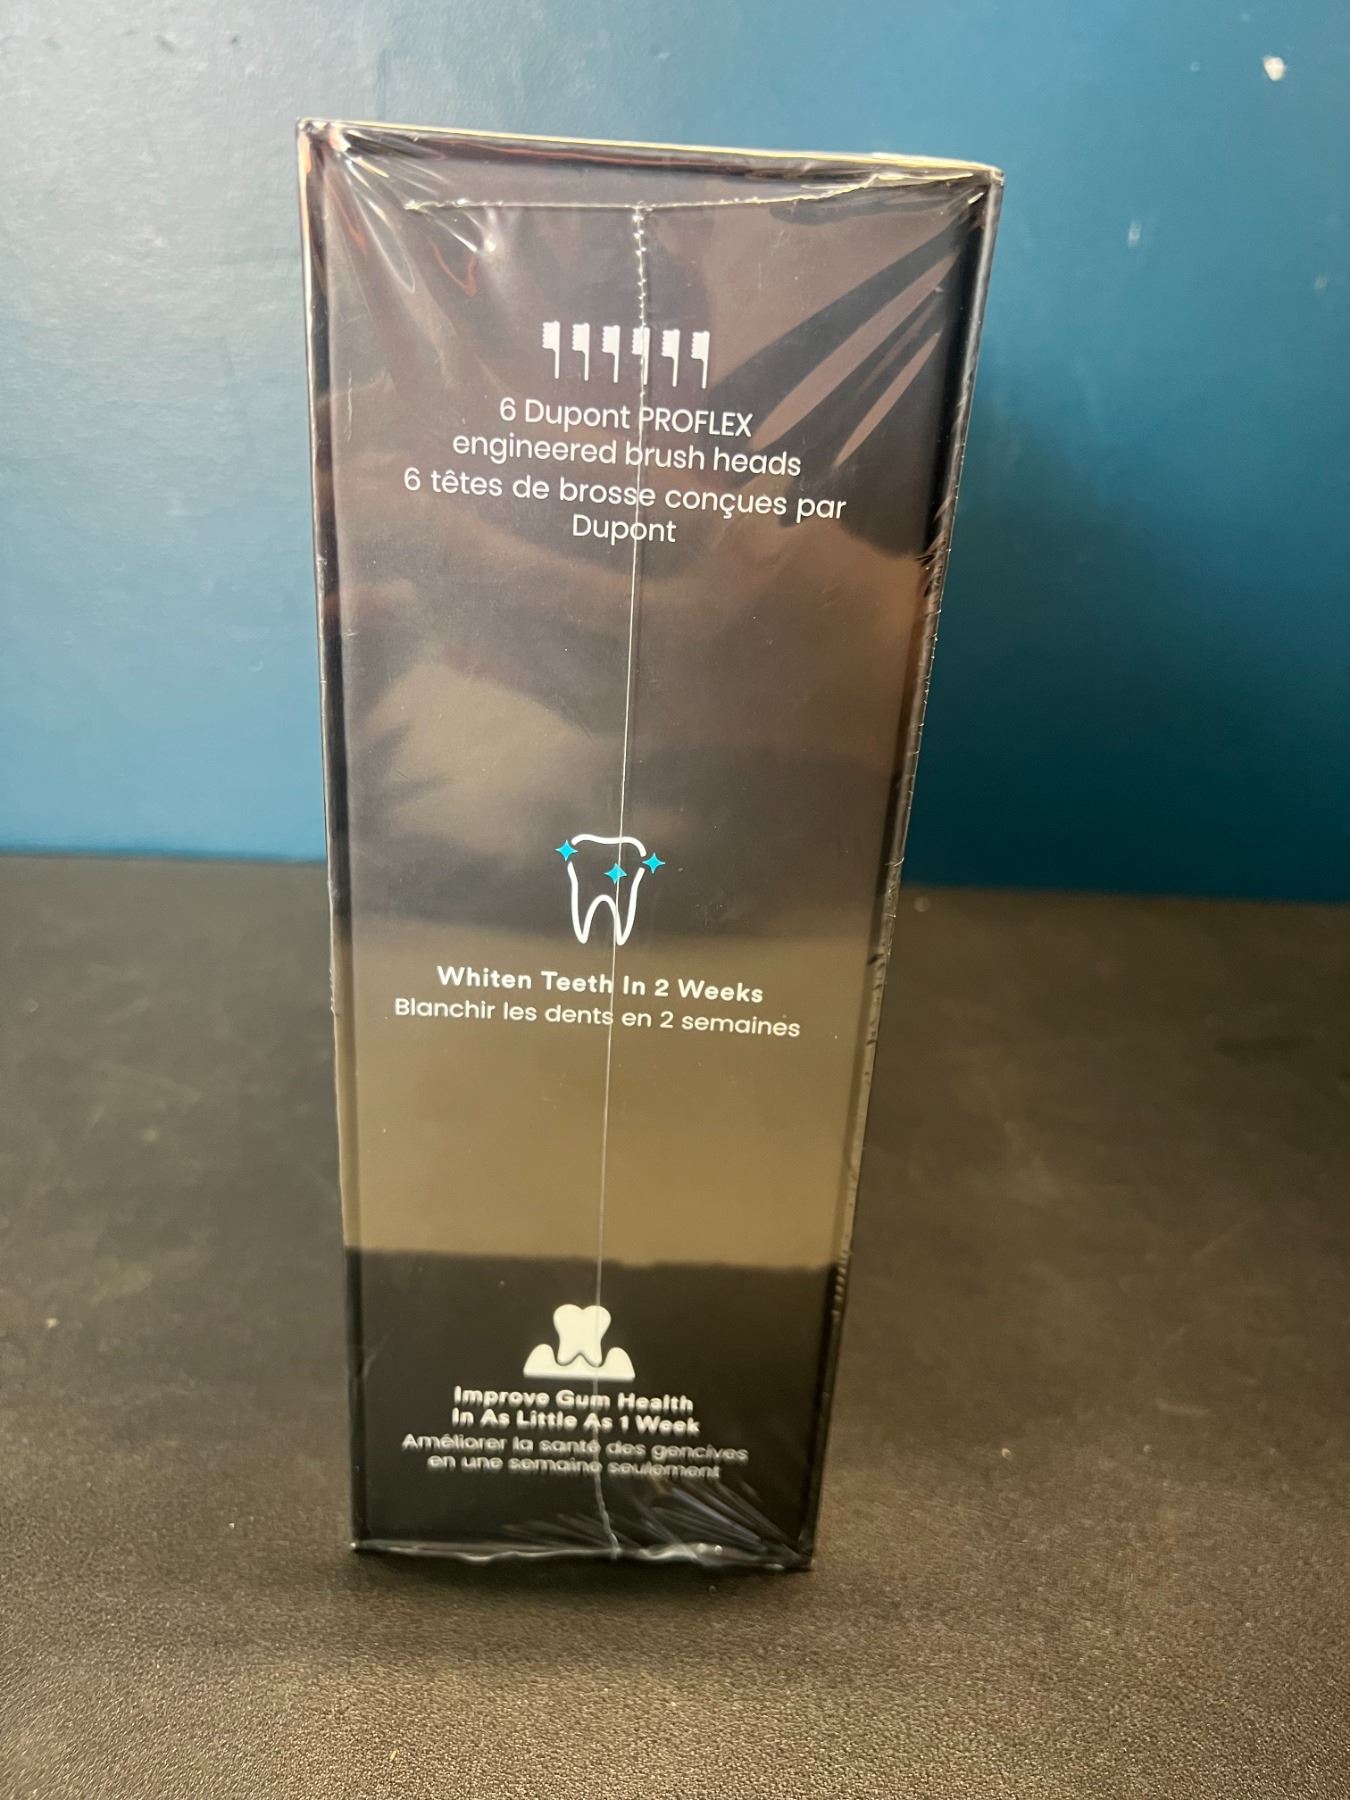 6 Dupont PROFLEX
engineered brush heads
6 têtes de brosse conçues par
Dupont
Whiten Teeth In 2 Weeks
Blanchir les dents en 2 semaines
Improve Gum Health
In As Little As 1 Week
Améliorer la santé des gencives
en une semaine seulement